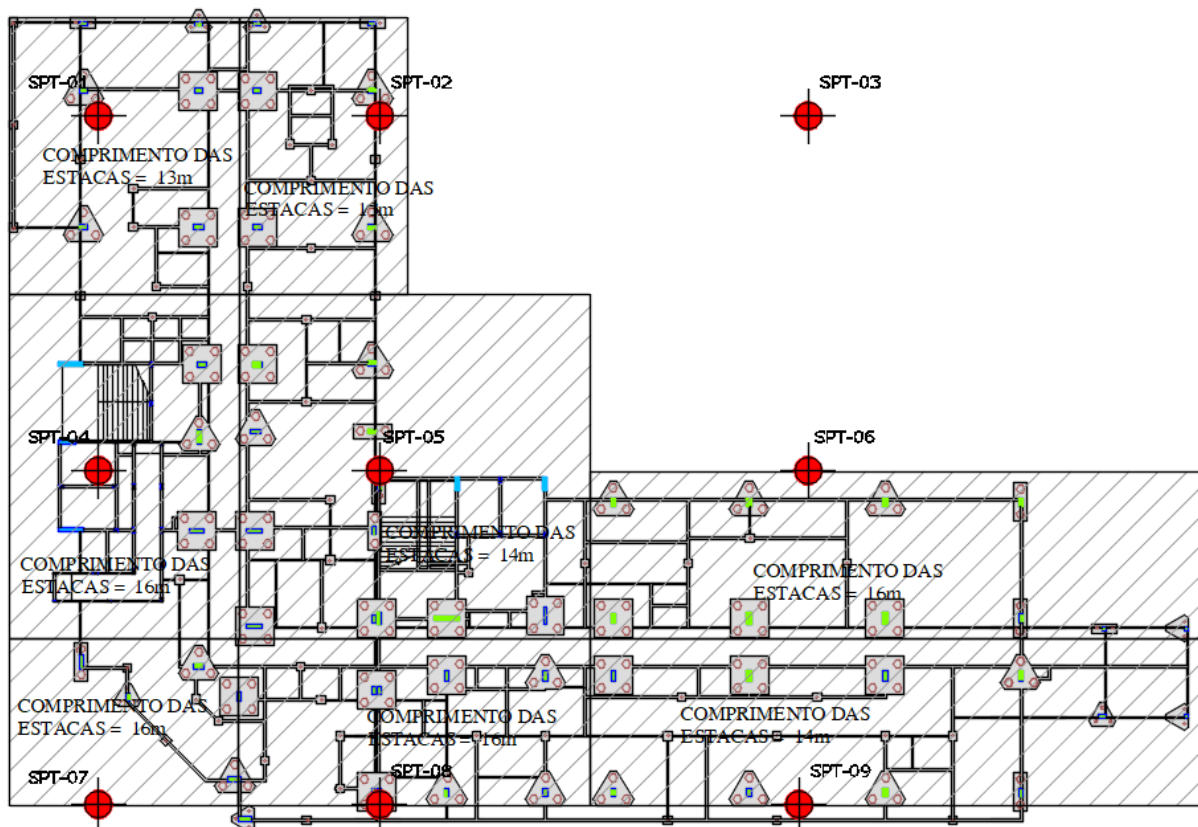 SPT-01
SPT-02
SPT-03
COMPRIMENTO DAS
ESTACAS = 13m
COMPRIMENTO DAS
ESTACAS =
SPT-04
SPT-05
SPT-06
COMPRIMENTO DAS
ESTACAS = 14m
COMPRIMENTO DAS
ESTACAS = 16m
COMPRIMENTO DAS
ESTACAS = 16m
COMPRIMENTO DAS
ESTACAS = 16m
COMPRIMENTO DAS
ESTACAS = 16m
COMPRIMENTO DAS
ESTACAS = 14m
SPT-07
SPT-08
SPT-09